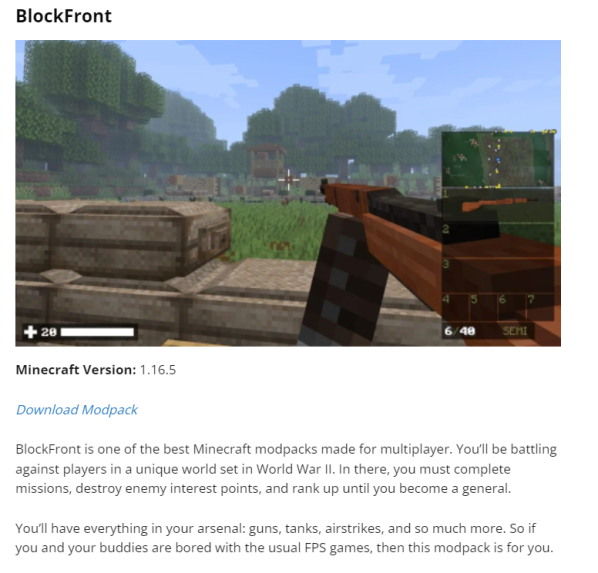 BlockFront
2
3
4 5 6 7
20
6/40 SEMI
Minecraft Version: 1.16.5
Download Modpack
BlockFront is one of the best Minecraft modpacks made for multiplayer. You'll be battling
against players in a unique world set in World War II. In there, you must complete
missions, destroy enemy interest points, and rank up until you become a general.
You'll have everything in your arsenal: guns, tanks, airstrikes, and so much more. So if
you and your buddies are bored with the usual FPS games, then this modpack is for you.